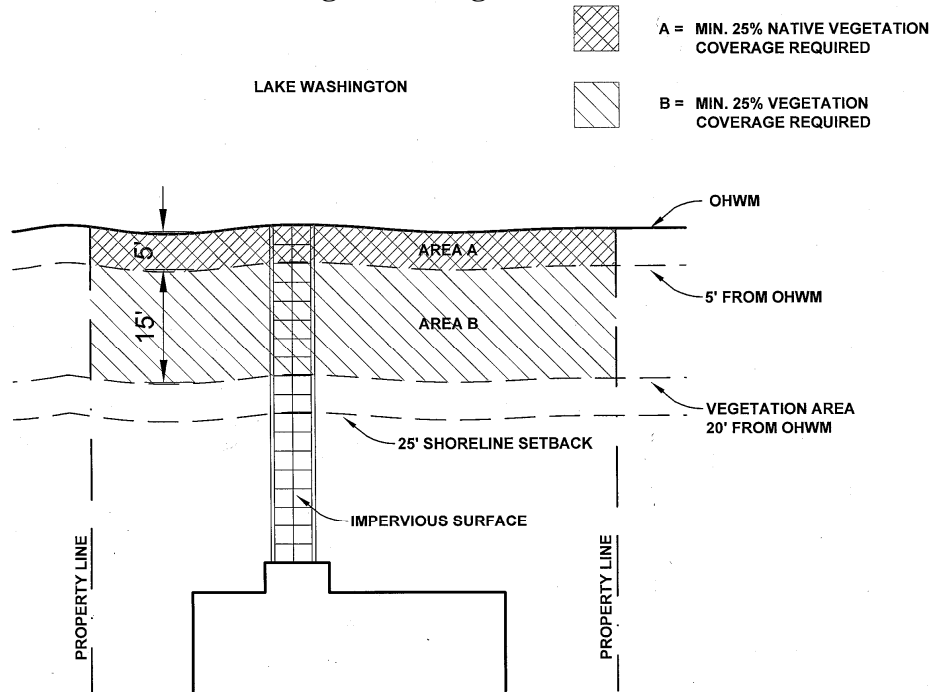 A = MIN. 25% NATIVE VEGETATION
COVERAGE REQUIRED
LAKE WASHINGTON
B = MIN. 25% VEGETATION
COVERAGE REQUIRED
OHWM
5'
AREA A
5' FROM OHWM
15'
AREA B
VEGETATION AREA
20' FROM OHWM
25' SHORELINE SETBACK
IMPERVIOUS SURFACE
PROPERTY LINE
PROPERTY LINE